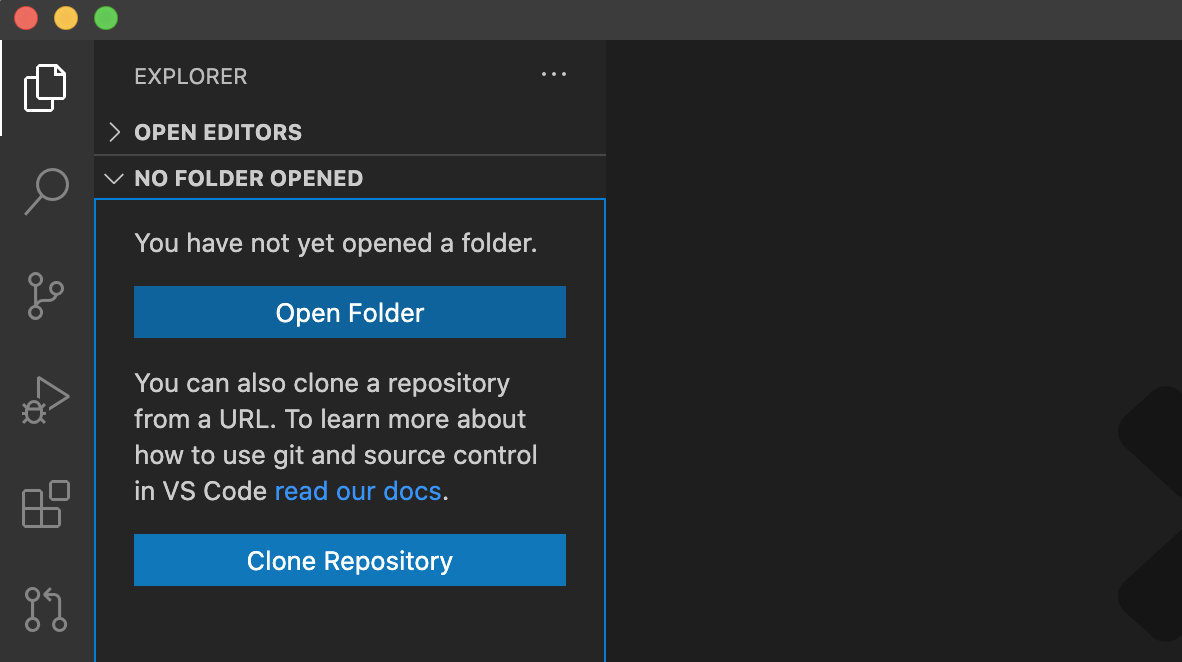 EXPLORER
OPEN EDITORS
NO FOLDER OPENED
You have not yet opened a folder.
Open Folder
You can also clone a repository
from a URL. To learn more about
how to use git and source control
in VS Code read our docs.
Clone Repository